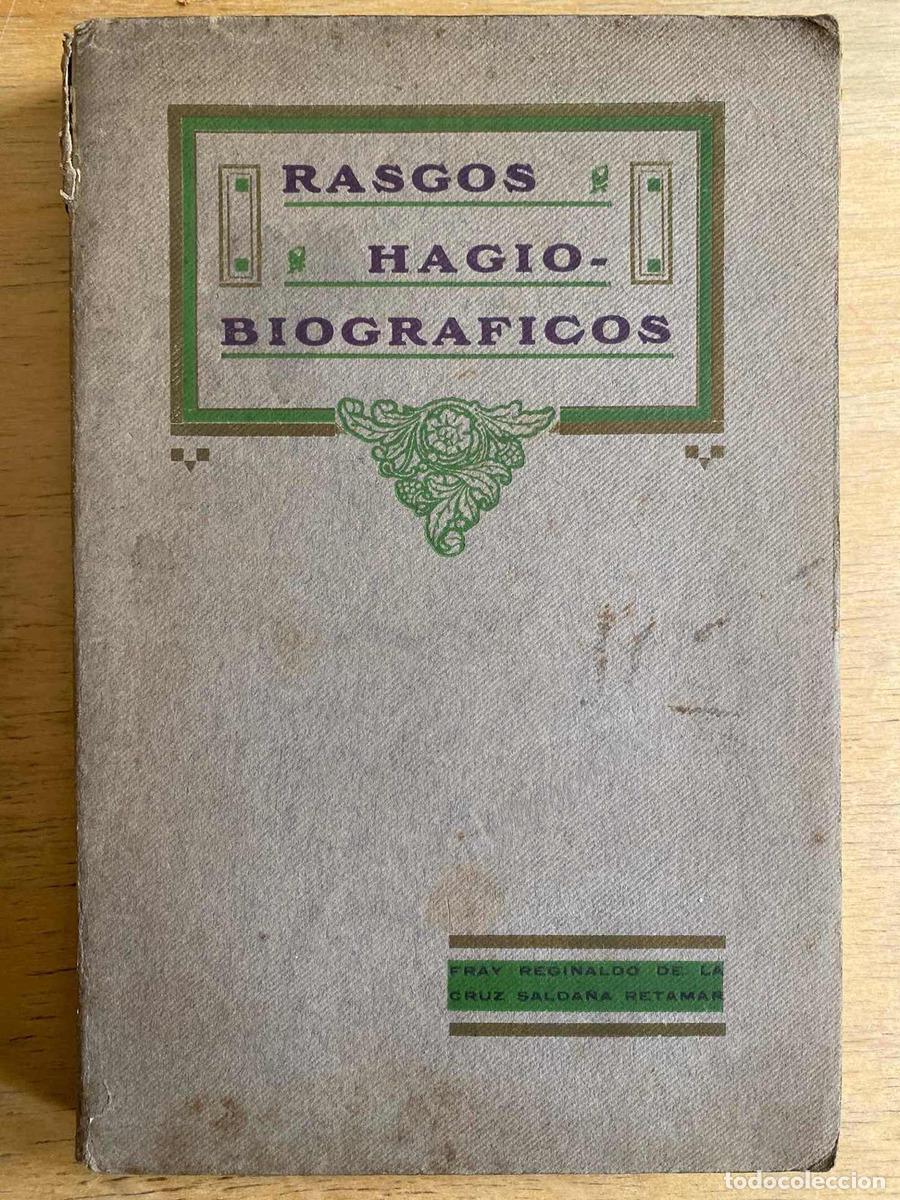 RASGOS
HAGIO-
BIOGRAFICOS
FRAY REGINALDO DE LA
CRUZ SALDAÑA RETAMAR
todocoleccion